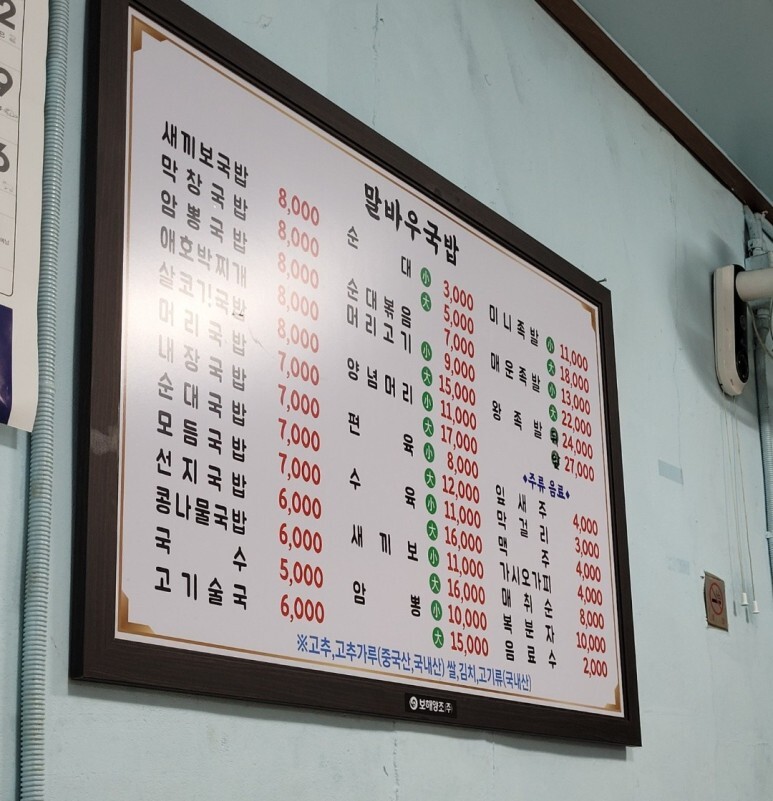 말바우국밥
새끼보국밥 8,000
막창국밥 8,000
암뽕국밥 8,000
애호박찌개 8,000
살코기국밥 8,000
머리국밥 7,000
내장국밥 7,000
순대국밥 7,000
모듬국밥 7,000
선지국밥 6,000
콩나물국밥 6,000
국수 5,000
고기술국 6,000
순대 小 3,000
大 5,000
순대볶음 7,000
머리고기 小 9,000
大 15,000
양념머리 小 11,000
大 17,000
편육 小 8,000
大 12,000
수육 小 11,000
大 16,000
새끼보 小 11,000
大 16,000
암뽕 小 10,000
大 15,000
미니족발 小 11,000
大 18,000
매운족발 小 13,000
大 22,000
왕족발 24,000
27,000
◆주류 음료◆
잎새주 4,000
막걸리 3,000
맥주 4,000
가시오가피 4,000
매취순 8,000
복분자 10,000
음료수 2,000
※고추,고추가루(중국산,국내산) 쌀,김치,고기류(국내산)
보해양조(주)
2
9